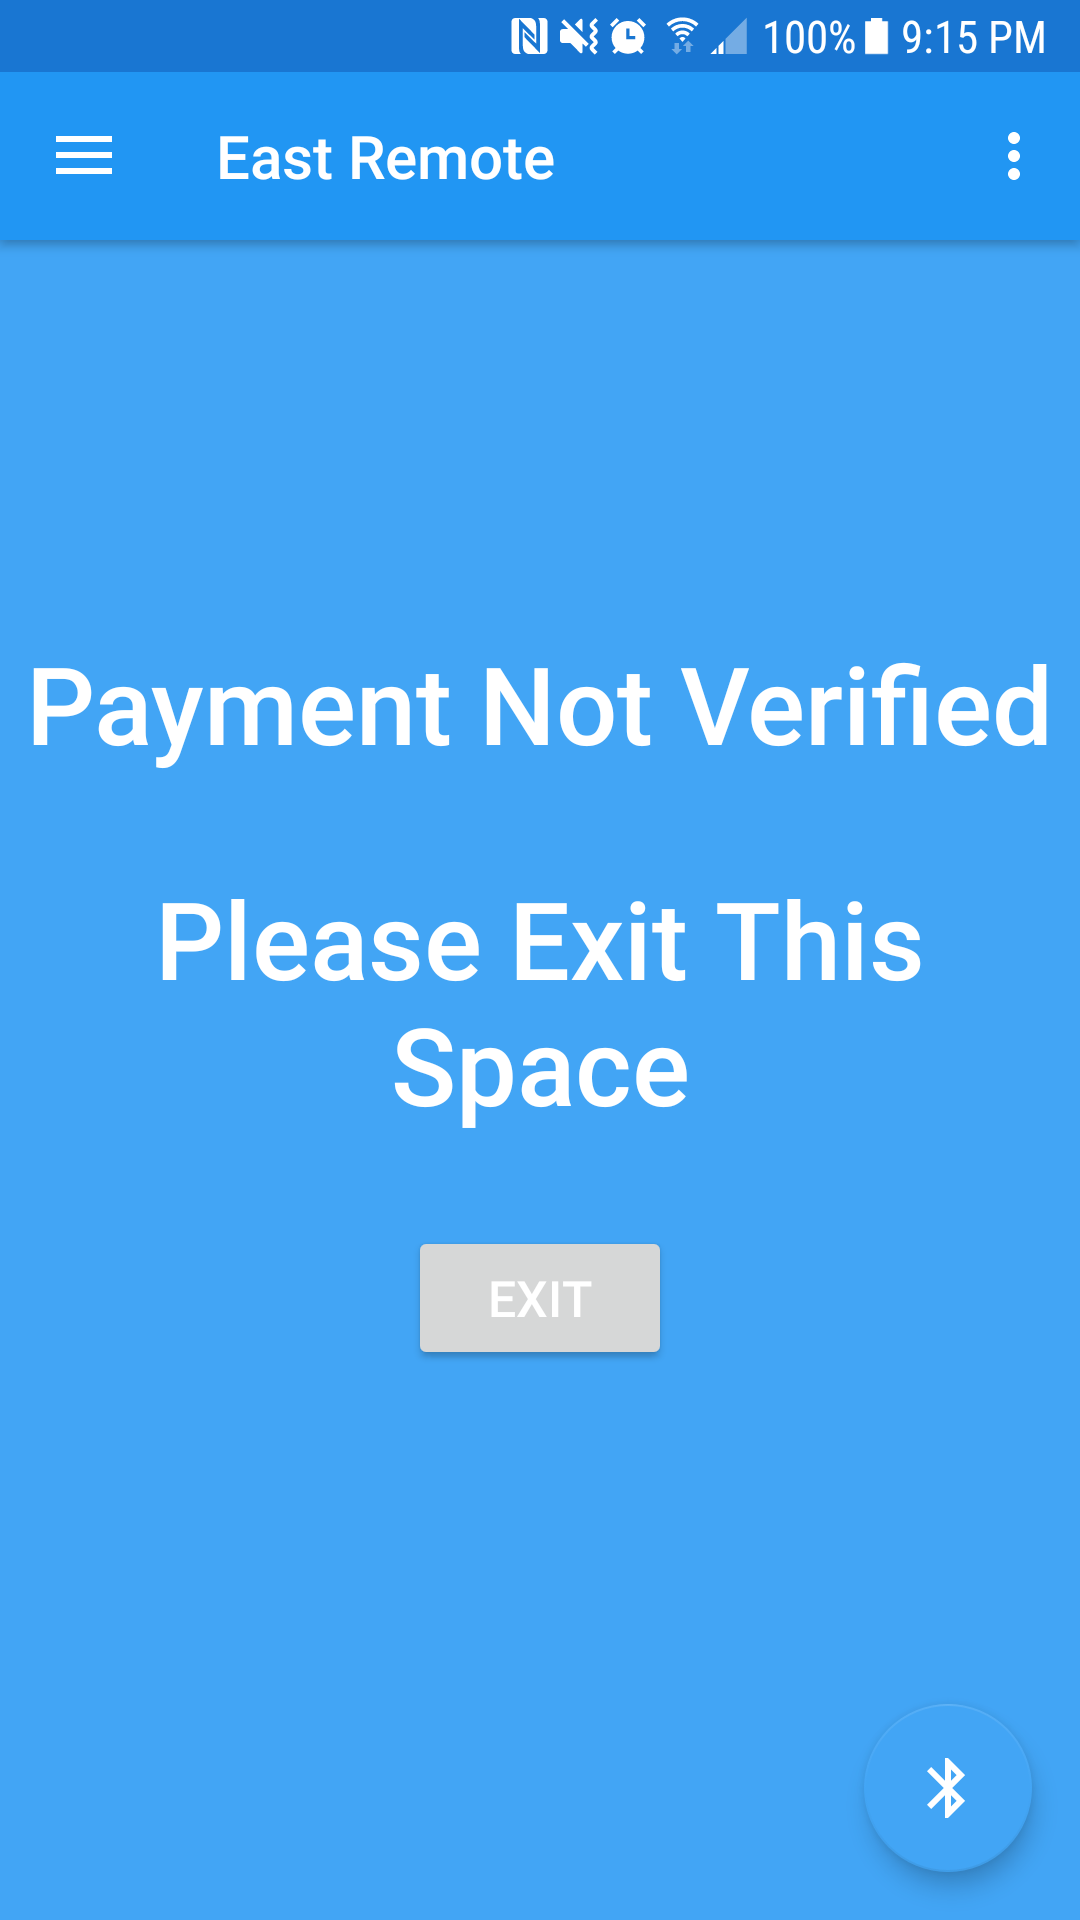 100% 9:15 PM
East Remote
Payment Not Verified
Please Exit This
Space
EXIT